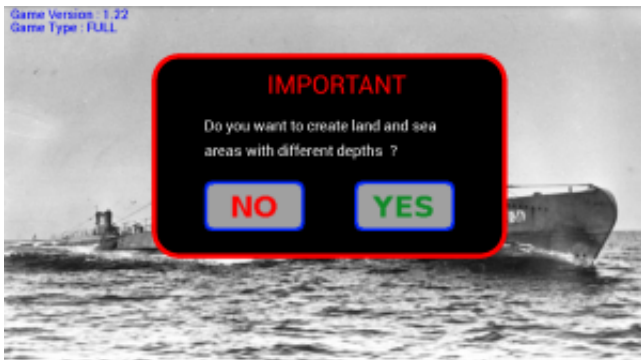 Game Version : 1.22
Game Type : FULL
IMPORTANT
Do you want to create land and sea
areas with different depths ?
NO YES